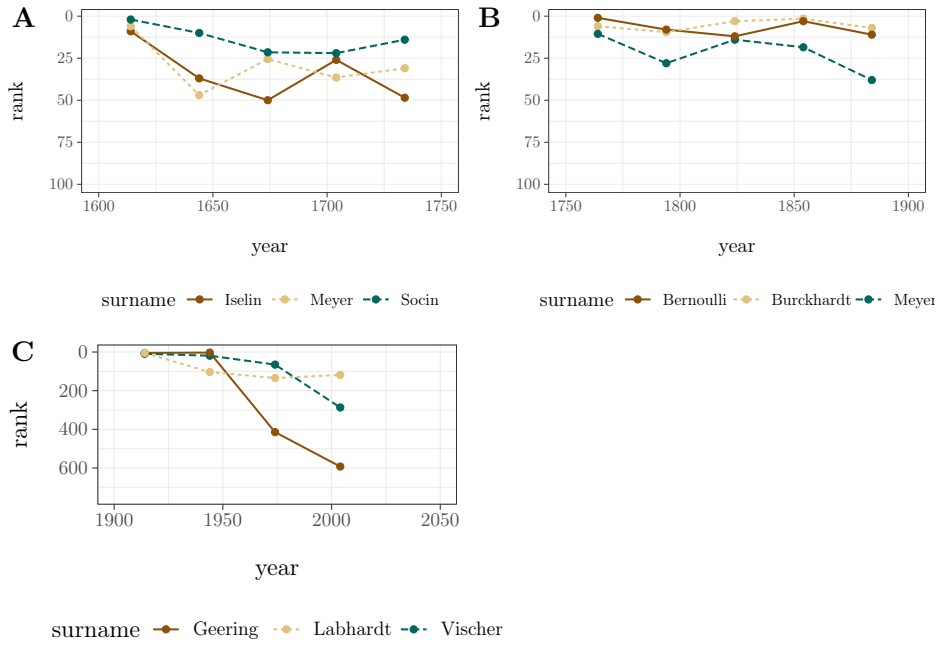 A
0
25
50
75
100
rank
1600
1650
1700
1750
year
surname Iselin Meyer Socin
B
0
25
50
75
100
rank
1750
1800
1850
1900
year
surname Bernoulli Burckhardt Meyer
C
0
200
400
600
rank
1900
1950
2000
2050
year
surname Geering Labhardt Vischer